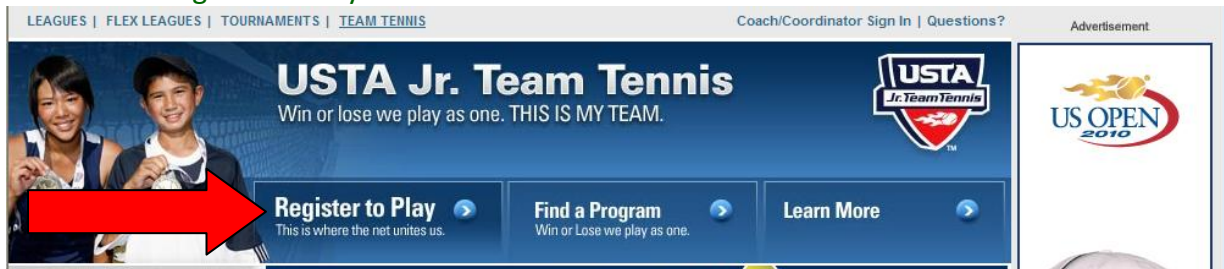 LEAGUES | FLEX LEAGUES | TOURNAMENTS | TEAM TENNIS
Coach/Coordinator Sign In | Questions?
Advertisement
USTA Jr. Team Tennis
Win or lose we play as one. THIS IS MY TEAM.
USTA
Jr.TeamTennis
TM
US OPEN
2010
Register to Play
This is where the net unites us.
Find a Program
Win or Lose we play as one.
Learn More